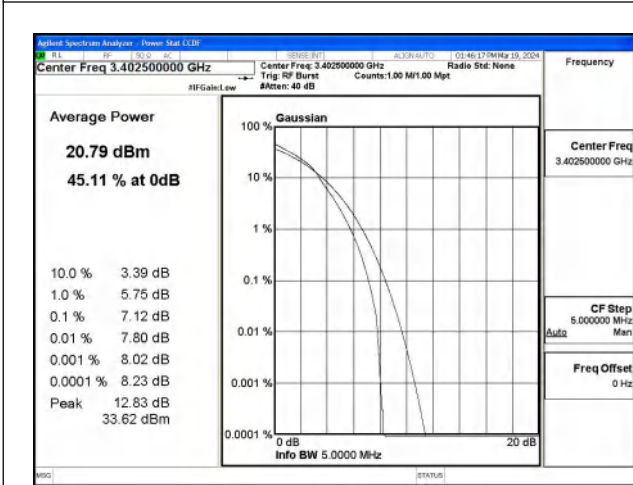 Agilent Spectrum Analyzer - Power Stat CCDF
RL RF 50 Ω AC SENSE:INT ALIGN AUTO 01:46:17 PM Mar 19, 2024
Center Freq 3.402500000 GHz
Center Freq: 3.402500000 GHz Radio Std: None
Trig: RF Burst Counts:1.00 M/1.00 Mpt
#IFGain:Low #Atten: 40 dB
Frequency
Average Power
20.79 dBm
45.11 % at 0dB
10.0 % 3.39 dB
1.0 % 5.75 dB
0.1 % 7.12 dB
0.01 % 7.80 dB
0.001 % 8.02 dB
0.0001 % 8.23 dB
Peak 12.83 dB
33.62 dBm
Gaussian
100 %
10 %
1 %
0.1 %
0.01 %
0.001 %
0.0001 %
0 dB 20 dB
Info BW 5.0000 MHz
Center Freq
3.402500000 GHz
CF Step
5.000000 MHz
Auto Man
Freq Offset
0 Hz
MSG STATUS